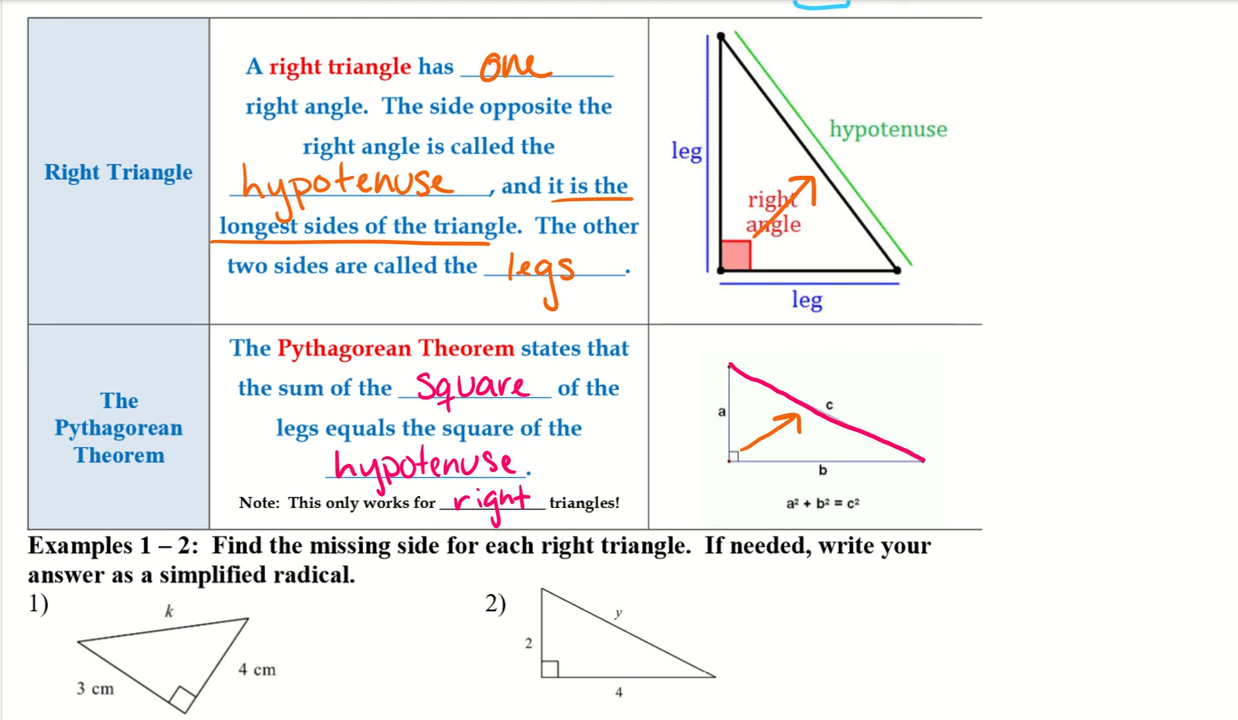 Right Triangle
A right triangle has one
right angle. The side opposite the
right angle is called the
hypotenuse, and it is the
longest sides of the triangle. The other
two sides are called the legs.
leg
hypotenuse
right
angle
leg
The
Pythagorean
Theorem
The Pythagorean Theorem states that
the sum of the square of the
legs equals the square of the
hypotenuse.
Note: This only works for right triangles!
a
c
b
a² + b² = c²
Examples 1 – 2: Find the missing side for each right triangle. If needed, write your
answer as a simplified radical.
1)
k
4 cm
3 cm
2)
y
2
4